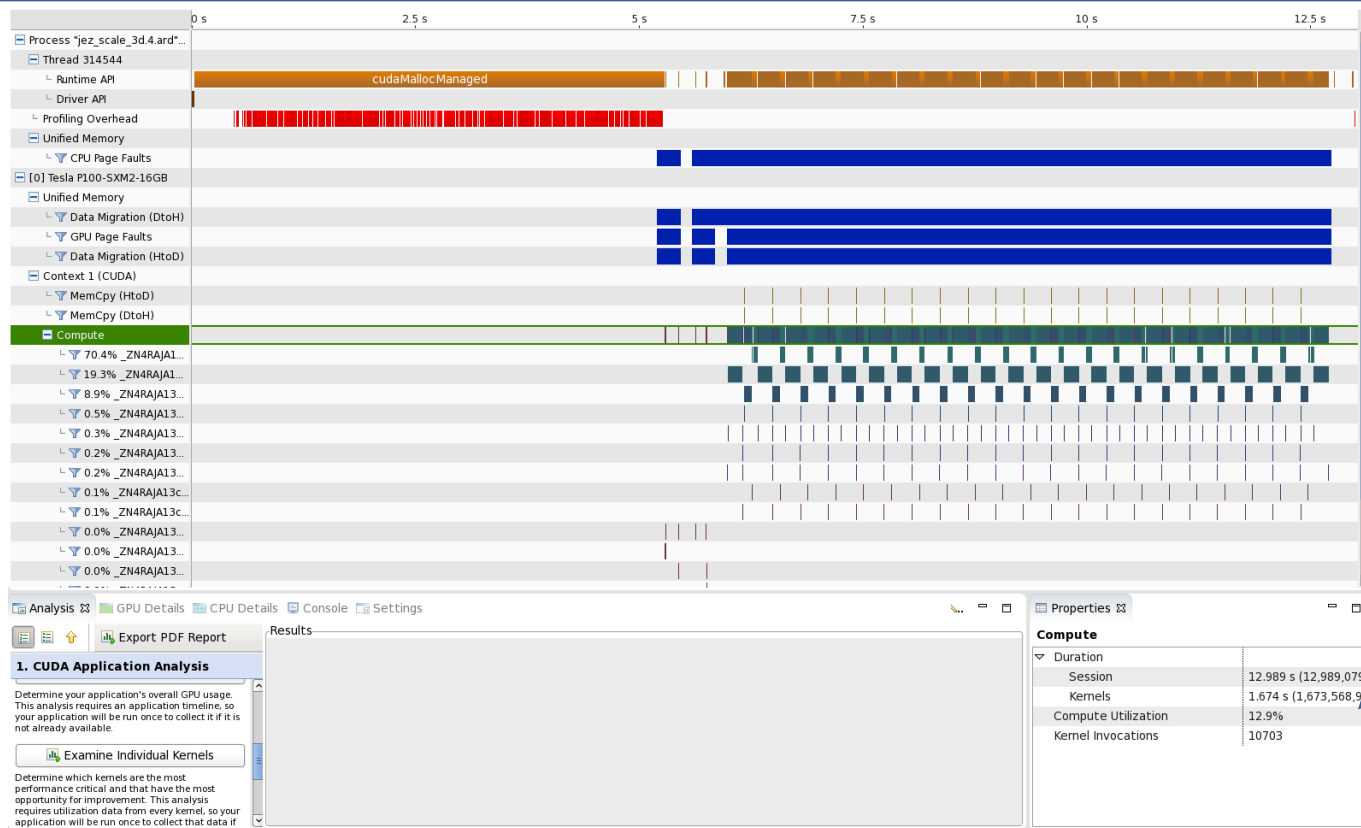 0 s 2.5 s 5 s 7.5 s 10 s 12.5 s
Process "jez_scale_3d.4.ard"...
Thread 314544
Runtime API cudaMallocManaged
Driver API
Profiling Overhead
Unified Memory
CPU Page Faults
[0] Tesla P100-SXM2-16GB
Unified Memory
Data Migration (DtoH)
GPU Page Faults
Data Migration (HtoD)
Context 1 (CUDA)
MemCpy (HtoD)
MemCpy (DtoH)
Compute
70.4% _ZN4RAJA1...
19.3% _ZN4RAJA1...
8.9% _ZN4RAJA13...
0.5% _ZN4RAJA13...
0.3% _ZN4RAJA13...
0.2% _ZN4RAJA13...
0.2% _ZN4RAJA13...
0.1% _ZN4RAJA13c...
0.1% _ZN4RAJA13c...
0.0% _ZN4RAJA13...
0.0% _ZN4RAJA13...
0.0% _ZN4RAJA13...
Analysis GPU Details CPU Details Console Settings
Export PDF Report
1. CUDA Application Analysis
Determine your application's overall GPU usage.
This analysis requires an application timeline, so
your application will be run once to collect it if it is
not already available.
Examine Individual Kernels
Determine which kernels are the most
performance critical and that have the most
opportunity for improvement. This analysis
requires utilization data from every kernel, so your
application will be run once to collect that data if
Results
Properties
Compute
Duration
Session 12.989 s (12,989,079
Kernels 1.674 s (1,673,568,9
Compute Utilization 12.9%
Kernel Invocations 10703